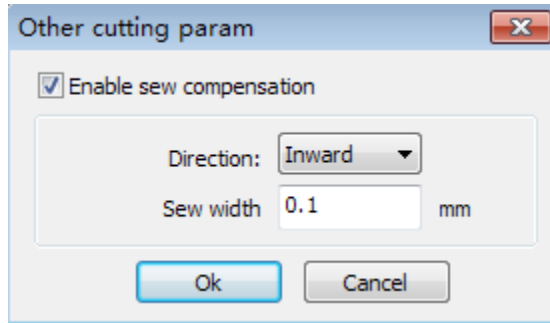 Other cutting param
Enable sew compensation
Direction: Inward
Sew width 0.1 mm
Ok Cancel